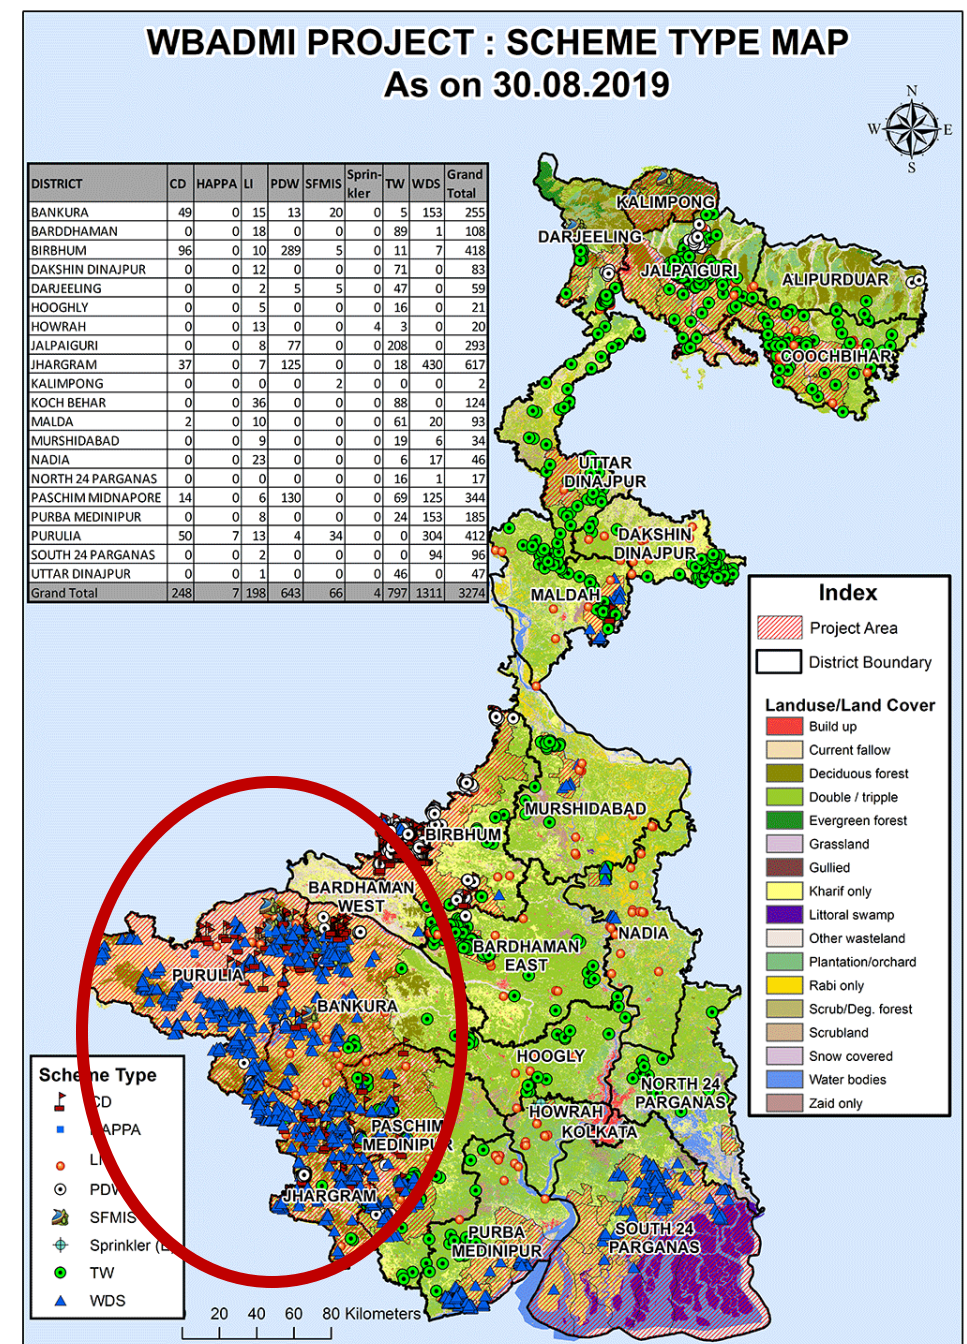 WBADMI PROJECT : SCHEME TYPE MAP
As on 30.08.2019
N
W E
S
DISTRICT CD HAPPA LI PDW SFMIS Sprin-kler TW WDS Grand Total
BANKURA 49 0 15 13 20 0 5 153 255
BARDDHAMAN 0 0 18 0 0 0 89 1 108
BIRBHUM 96 0 10 289 5 0 11 7 418
DAKSHIN DINAJPUR 0 0 12 0 0 0 71 0 83
DARJEELING 0 0 2 5 5 0 47 0 59
HOOGHLY 0 0 5 0 0 0 16 0 21
HOWRAH 0 0 13 0 0 4 3 0 20
JALPAIGURI 0 0 8 77 0 0 208 0 293
JHARGRAM 37 0 7 125 0 0 18 430 617
KALIMPONG 0 0 0 0 2 0 0 0 2
KOCH BEHAR 0 0 36 0 0 0 88 0 124
MALDA 2 0 10 0 0 0 61 20 93
MURSHIDABAD 0 0 9 0 0 0 19 6 34
NADIA 0 0 23 0 0 0 6 17 46
NORTH 24 PARGANAS 0 0 0 0 0 0 16 1 17
PASCHIM MIDNAPORE 14 0 6 130 0 0 69 125 344
PURBA MEDINIPUR 0 0 8 0 0 0 24 153 185
PURULIA 50 7 13 4 34 0 0 304 412
SOUTH 24 PARGANAS 0 0 2 0 0 0 0 94 96
UTTAR DINAJPUR 0 0 1 0 0 0 46 0 47
Grand Total 248 7 198 643 66 4 797 1311 3274
KALIMPONG
DARJEELING
JALPAIGURI
ALIPURDUAR
COOCHBIHAR
UTTAR
DINAJPUR
DAKSHIN
DINAJPUR
MALDAH
MURSHIDABAD
BIRBHUM
BARDHAMAN
WEST
BARDHAMAN
EAST
NADIA
PURULIA
BANKURA
HOOGLY
NORTH 24
PARGANAS
HOWRAH
KOLKATA
PASCHIM
MEDINIPUR
JHARGRAM
PURBA
MEDINIPUR
SOUTH 24
PARGANAS
Index
Project Area
District Boundary
Landuse/Land Cover
Build up
Current fallow
Deciduous forest
Double / tripple
Evergreen forest
Grassland
Gullied
Kharif only
Littoral swamp
Other wasteland
Plantation/orchard
Rabi only
Scrub/Deg. forest
Scrubland
Snow covered
Water bodies
Zaid only
Scheme Type
CD
HAPPA
LI
PDW
SFMIS
Sprinkler
TW
WDS
20 40 60 80 Kilometers